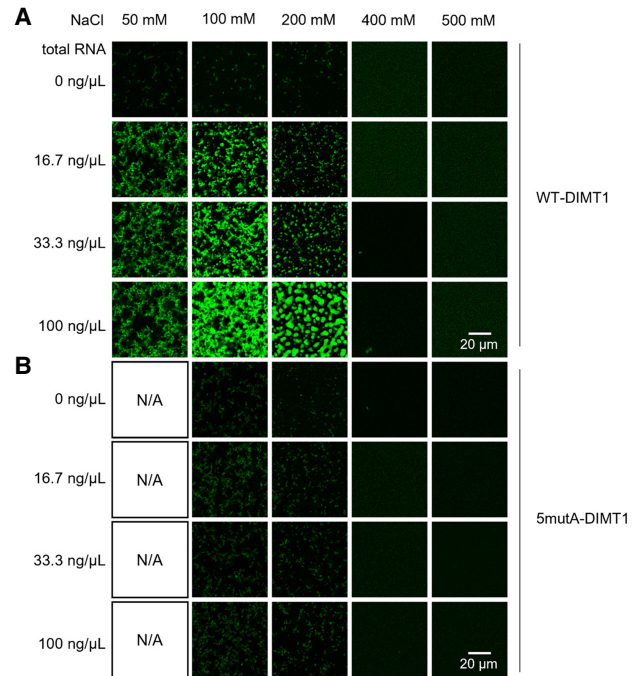 A
NaCl 50 mM 100 mM 200 mM 400 mM 500 mM
total RNA
0 ng/µL
16.7 ng/µL
WT-DIMT1
33.3 ng/µL
100 ng/µL
20 µm
B
0 ng/µL N/A
16.7 ng/µL N/A
5mutA-DIMT1
33.3 ng/µL N/A
100 ng/µL N/A
20 µm